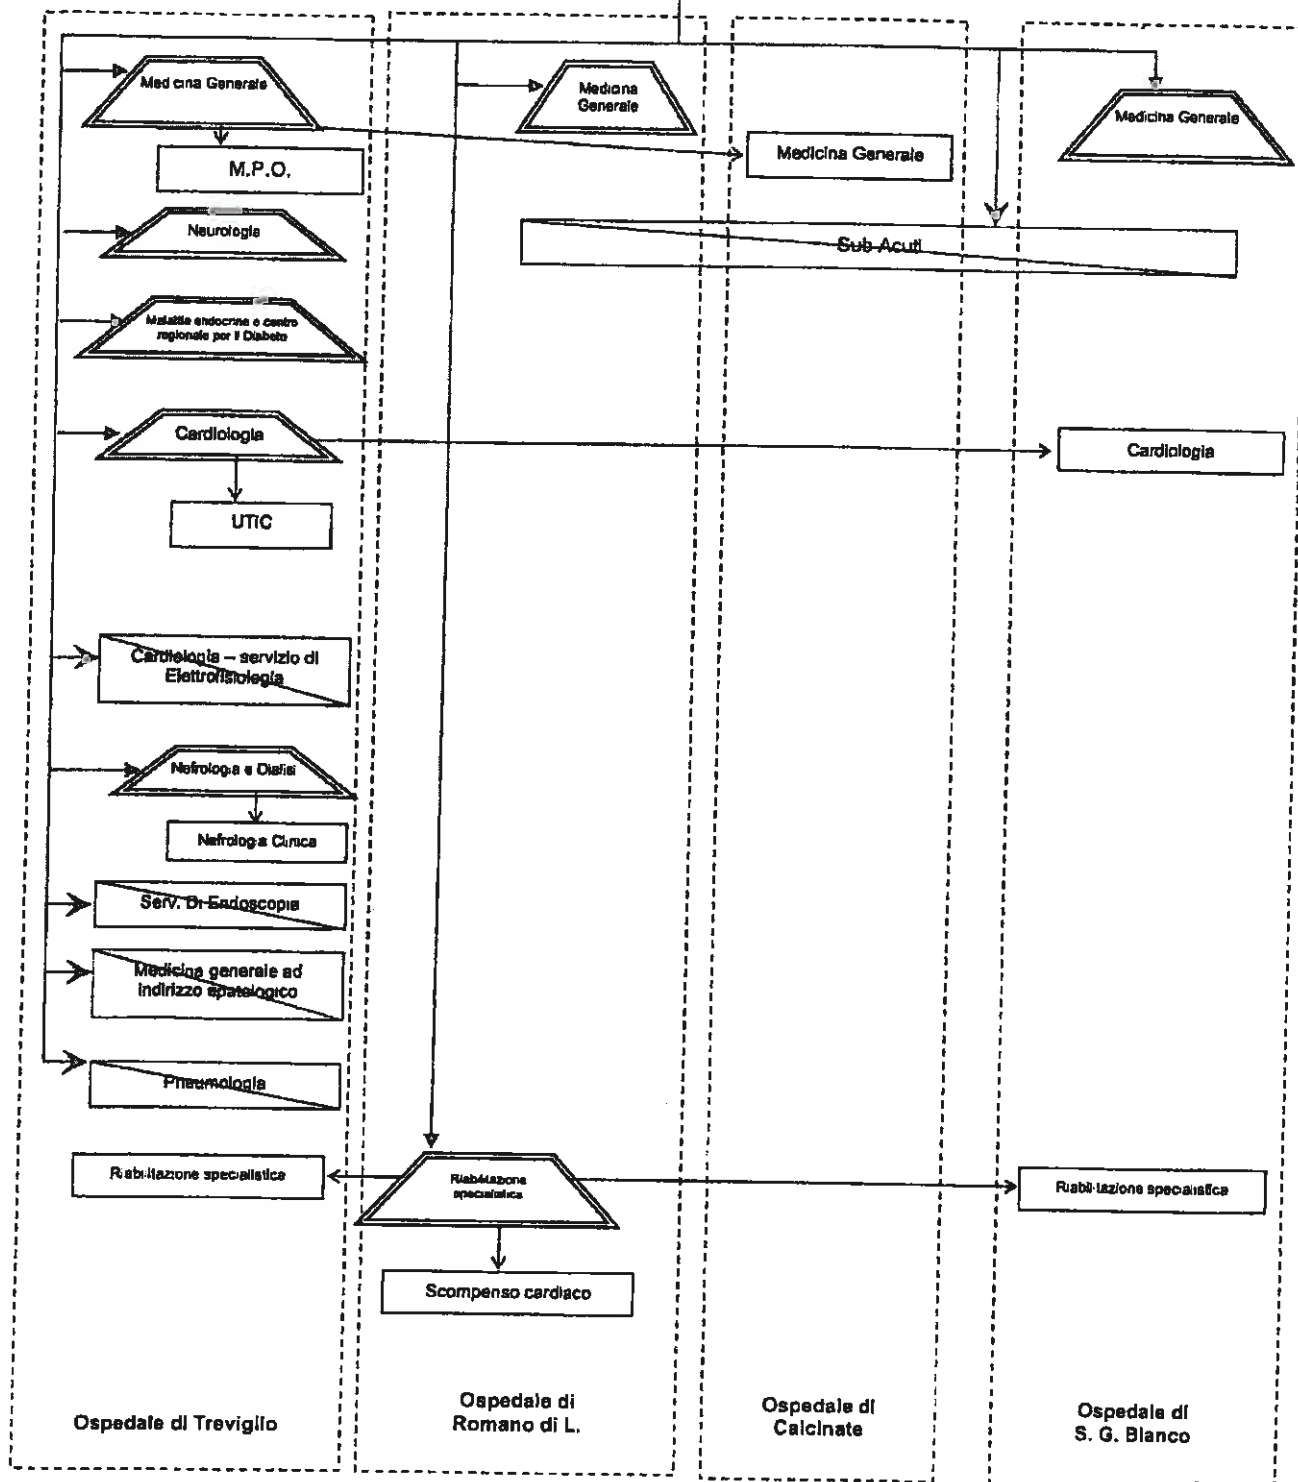 Medicina Generale
Medicina
Generale
Medicina Generale
Medicina Generale
M.P.O.
Neurologia
Sub Acuti
Malattie endocrine e centro
regionale per il Diabete
Cardiologia
Cardiologia
UTIC
Cardiologia – servizio di
Elettrofisiologia
Nefrologia e Dialisi
Nefrologia Clinica
Serv. Di Endoscopia
Medicina generale ad
indirizzo epatologico
Pneumologia
Riabilitazione specialistica
Riabilitazione
specialistica
Riabilitazione specialistica
Scompenso cardiaco
Ospedale di Treviglio
Ospedale di
Romano di L.
Ospedale di
Calcinate
Ospedale di
S. G. Bianco